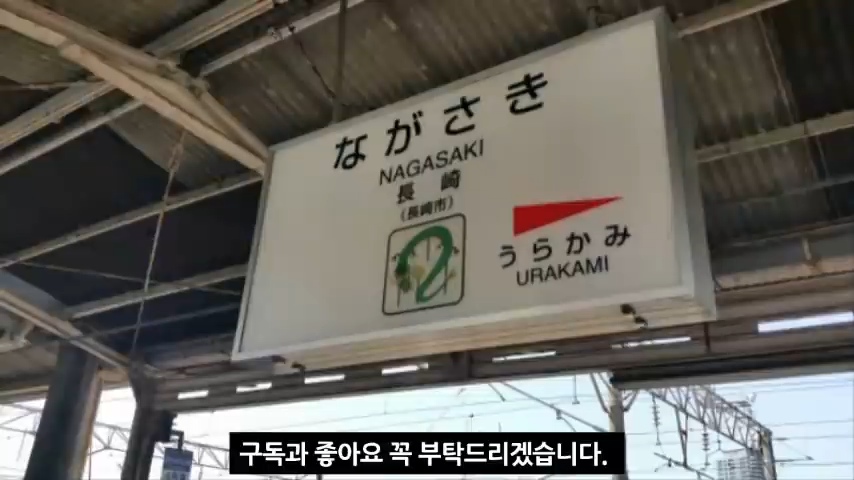 ながさき
NAGASAKI
長崎
(長崎市)
うらかみ
URAKAMI
구독과 좋아요 꼭 부탁드리겠습니다.